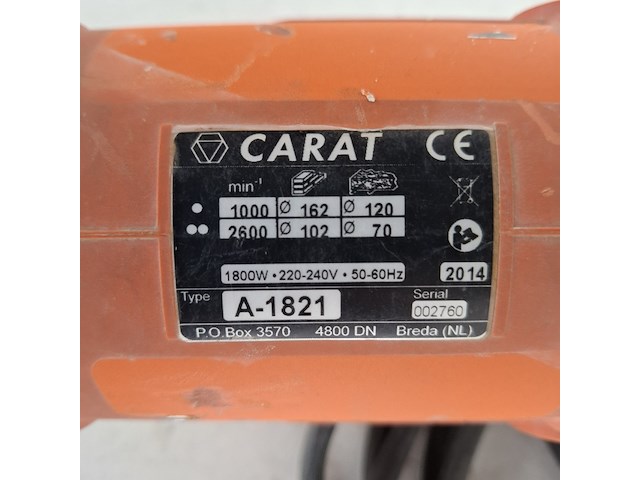 CARAT CE
min⁻¹
• 1000 Ø 162 Ø 120
•• 2600 Ø 102 Ø 70
1800W • 220-240V • 50-60Hz 2014
Type A-1821 Serial 002760
P.O.Box 3570 4800 DN Breda (NL)